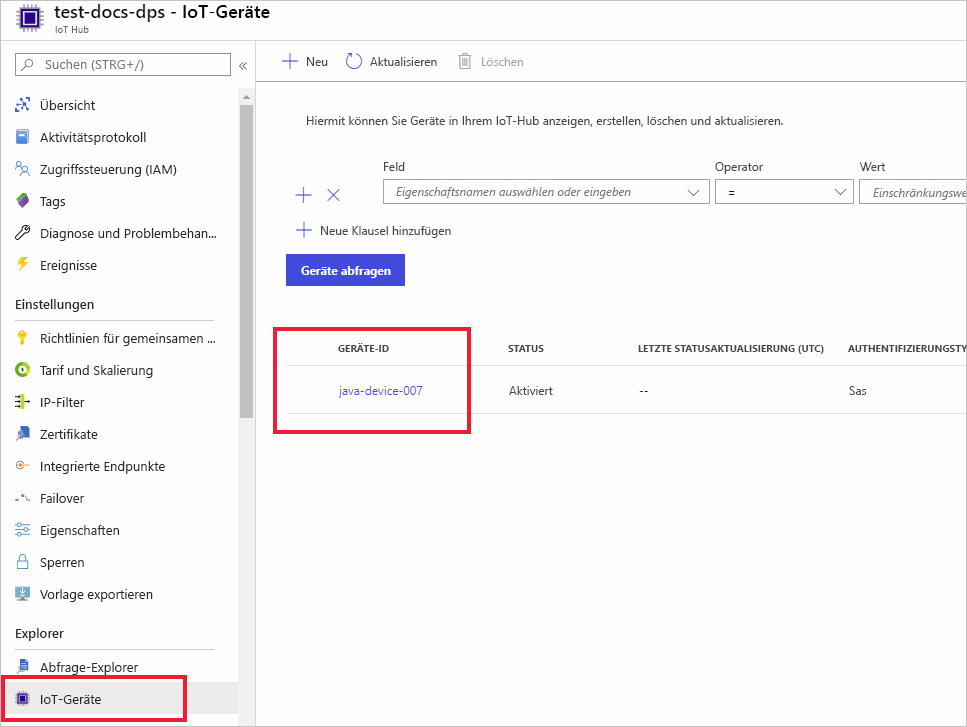 test-docs-dps - IoT-Geräte
IoT Hub
Suchen (STRG+/)
«
Übersicht
Aktivitätsprotokoll
Zugriffssteuerung (IAM)
Tags
Diagnose und Problembehan...
Ereignisse
Einstellungen
Richtlinien für gemeinsamen ...
Tarif und Skalierung
IP-Filter
Zertifikate
Integrierte Endpunkte
Failover
Eigenschaften
Sperren
Vorlage exportieren
Explorer
Abfrage-Explorer
IoT-Geräte
Neu Aktualisieren Löschen
Hiermit können Sie Geräte in Ihrem IoT-Hub anzeigen, erstellen, löschen und aktualisieren.
Feld Operator Wert
Eigenschaftsnamen auswählen oder eingeben = Einschränkungswe
Neue Klausel hinzufügen
Geräte abfragen
GERÄTE-ID STATUS LETZTE STATUSAKTUALISIERUNG (UTC) AUTHENTIFIZIERUNGSTY
java-device-007 Aktiviert -- Sas